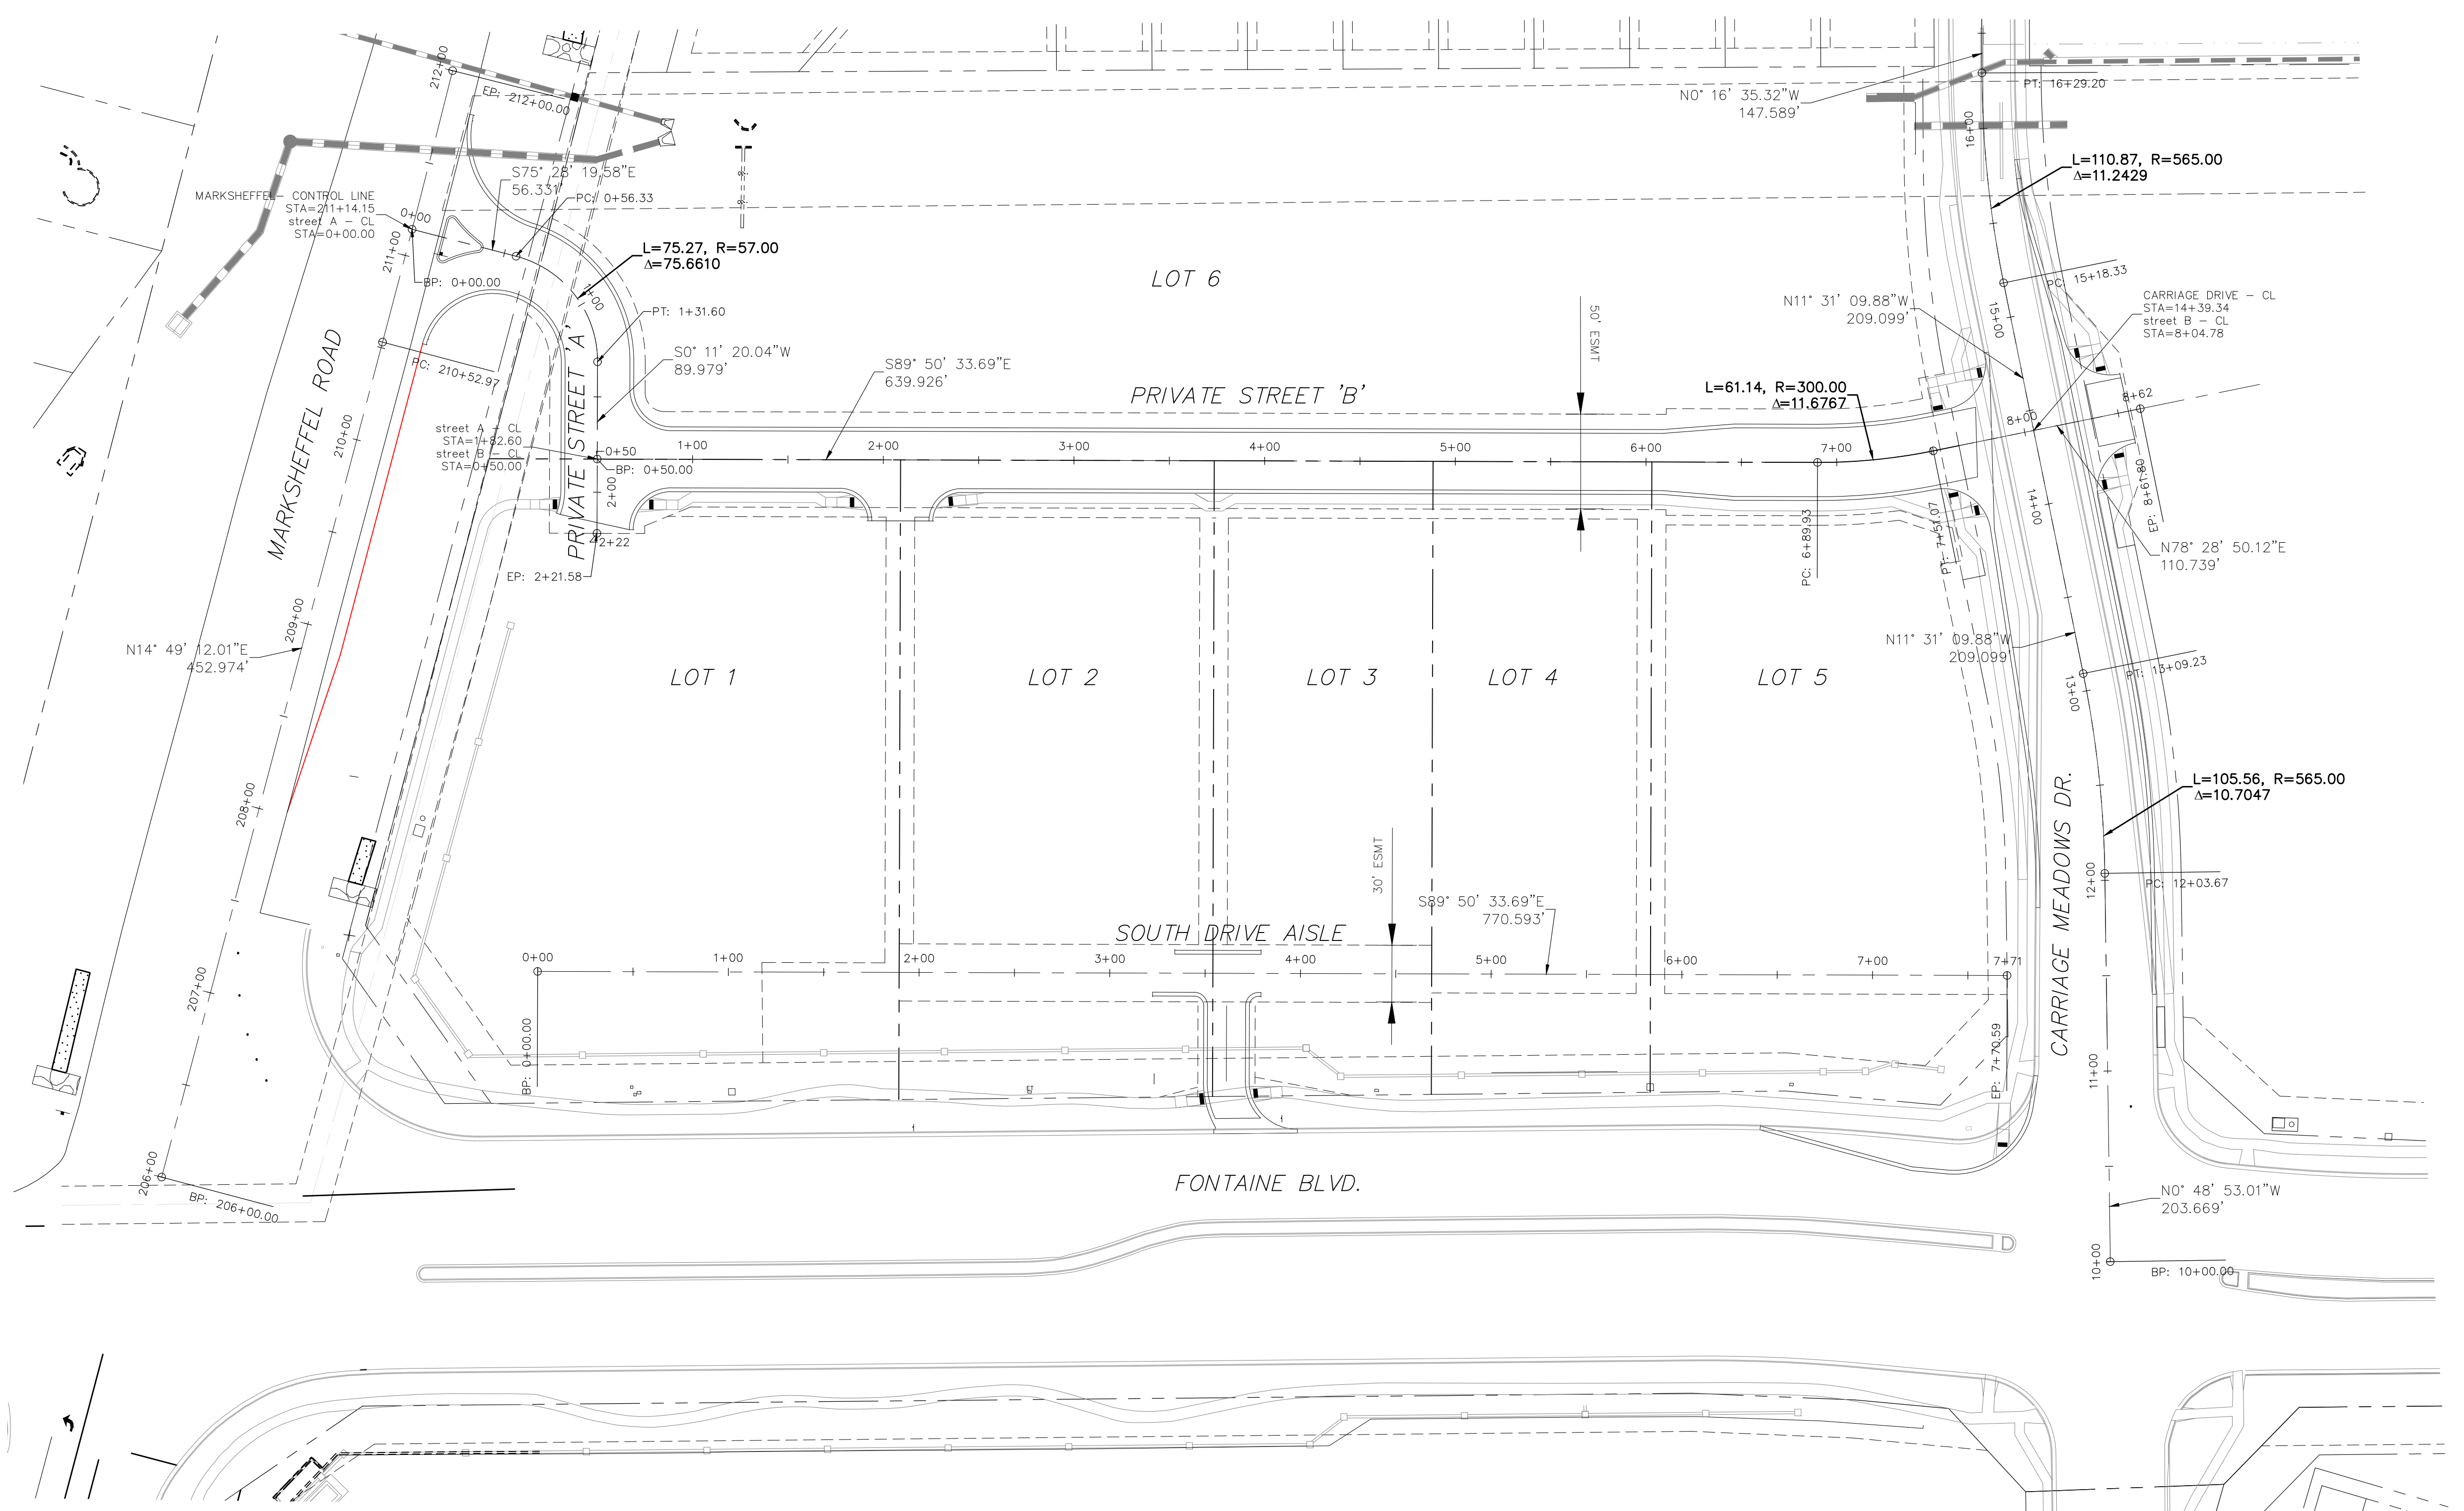 212+00
EP: 212+00.00
N0° 16' 35.32"W
147.589'
PT: 16+29.20
16+00
L=110.87, R=565.00
Δ=11.2429
S75° 28' 19.58"E
56.331'
MARKSHEFFEL- CONTROL LINE
STA=211+14.15
street A - CL
STA=0+00.00
0+00
PC: 0+56.33
211+00
BP: 0+00.00
L=75.27, R=57.00
Δ=75.6610
1+00
LOT 6
PC: 15+18.33
CARRIAGE DRIVE - CL
STA=14+39.34
street B - CL
STA=8+04.78
N11° 31' 09.88"W
209.099'
15+00
PT: 1+31.60
50' ESMT
MARKSHEFFEL ROAD
PC: 210+52.97
PRIVATE STREET 'A'
S0° 11' 20.04"W
89.979'
S89° 50' 33.69"E
639.926'
PRIVATE STREET 'B'
L=61.14, R=300.00
Δ=11.6767
8+62
8+00
210+00
street A - CL
STA=1+82.60
street B - CL
STA=0+50.00
0+50
BP: 0+50.00
1+00
2+00
3+00
4+00
5+00
6+00
7+00
2+00
2+22
EP: 2+21.58
PC: 6+89.93
PT: 7+51.07
14+00
EP: 8+61.80
N78° 28' 50.12"E
110.739'
209+00
N14° 49' 12.01"E
452.974'
N11° 31' 09.88"W
209.099'
PT: 13+09.23
13+00
LOT 1
LOT 2
LOT 3
LOT 4
LOT 5
208+00
L=105.56, R=565.00
Δ=10.7047
30' ESMT
12+00
PC: 12+03.67
CARRIAGE MEADOWS DR.
S89° 50' 33.69"E
770.593'
SOUTH DRIVE AISLE
0+00
1+00
2+00
3+00
4+00
5+00
6+00
7+00
7+71
207+00
BP: 0+00.00
EP: 7+70.59
11+00
206+00
BP: 206+00.00
FONTAINE BLVD.
N0° 48' 53.01"W
203.669'
10+00
BP: 10+00.00